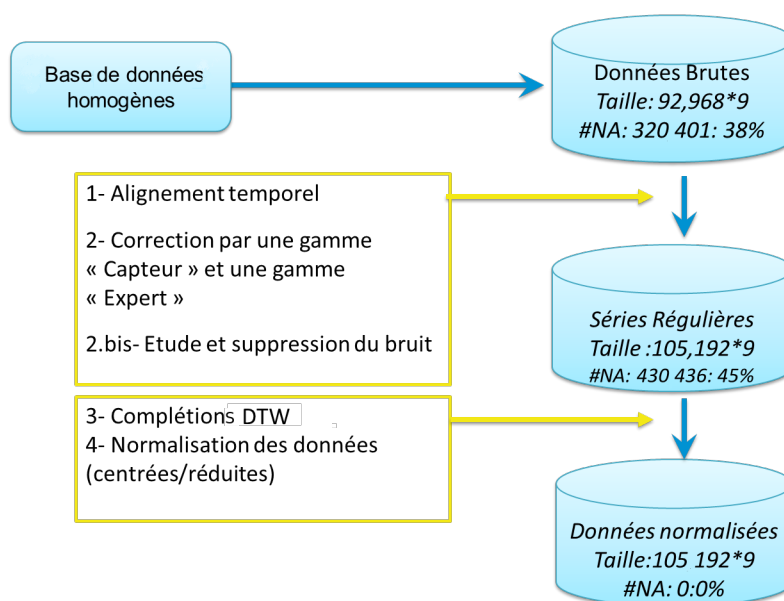 Base de données
homogènes
Données Brutes
Taille: 92,968*9
#NA: 320 401: 38%
1- Alignement temporel
2- Correction par une gamme
« Capteur » et une gamme
« Expert »
2.bis- Etude et suppression du bruit
Séries Régulières
Taille :105,192*9
#NA: 430 436: 45%
3- Complétions DTW
4- Normalisation des données
(centrées/réduites)
Données normalisées
Taille:105 192*9
#NA: 0:0%